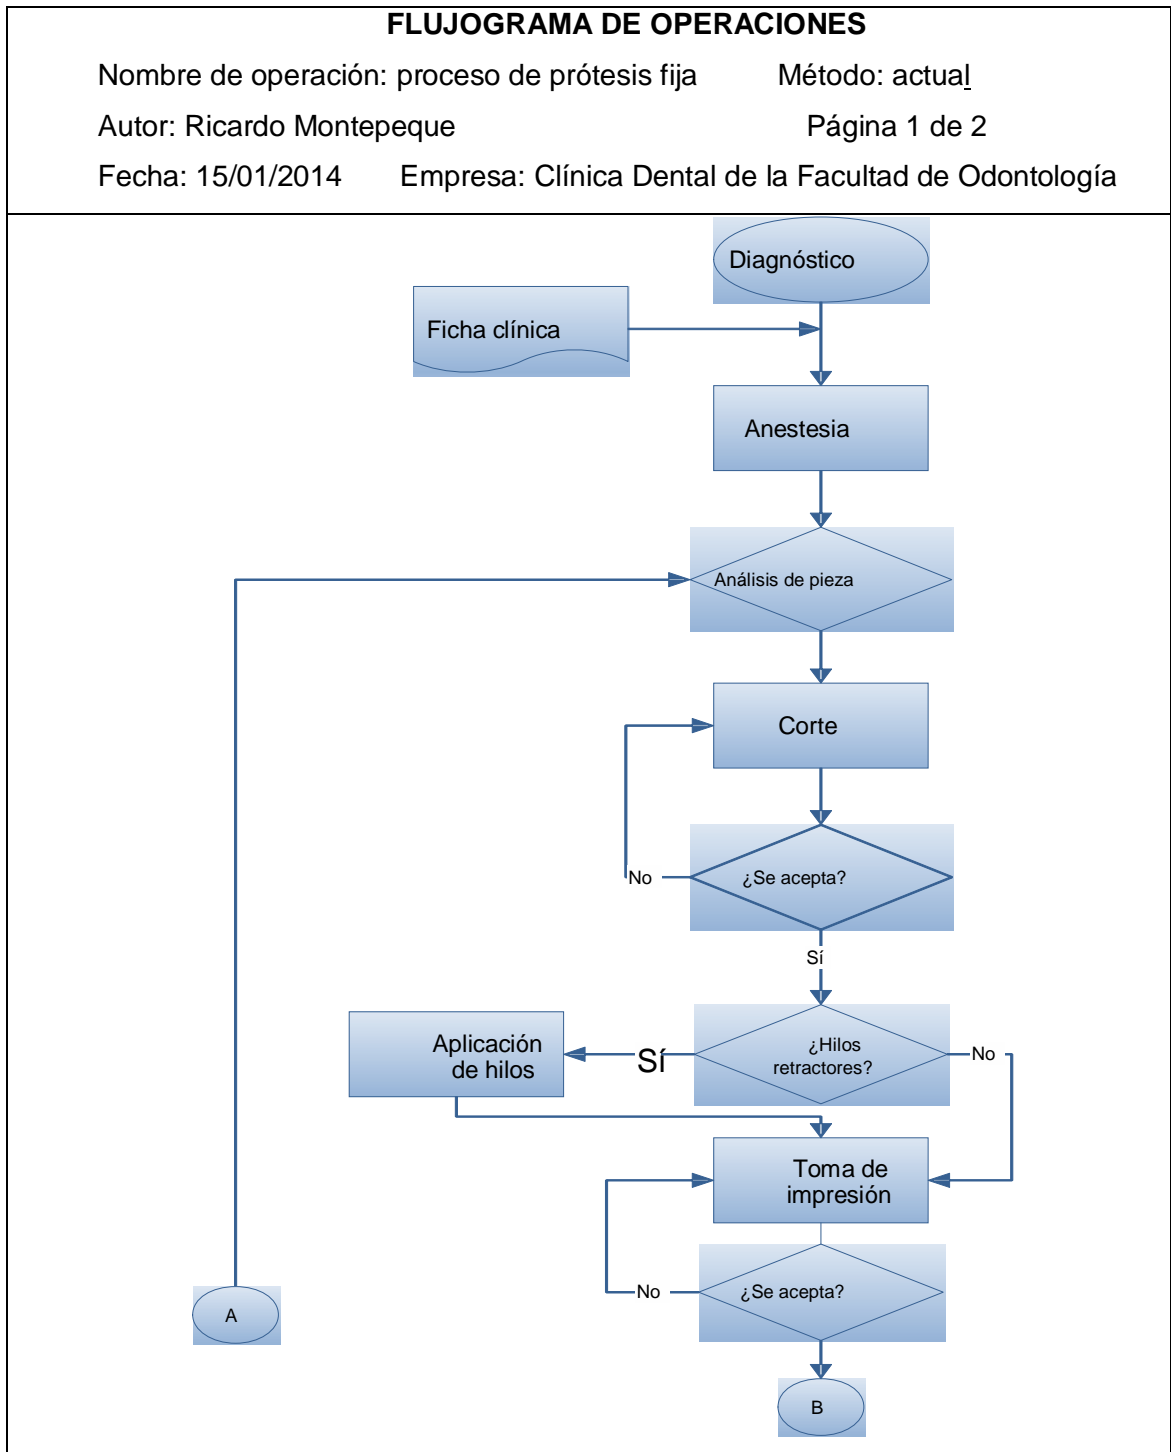 FLUJOGRAMA DE OPERACIONES
Nombre de operación: proceso de prótesis fija Método: actual
Autor: Ricardo Montepeque Página 1 de 2
Fecha: 15/01/2014 Empresa: Clínica Dental de la Facultad de Odontología
Diagnóstico
Ficha clínica
Anestesia
Análisis de pieza
Corte
No
¿Se acepta?
Sí
Aplicación
de hilos
Sí
¿Hilos
retractores?
No
Toma de
impresión
No
¿Se acepta?
A
B